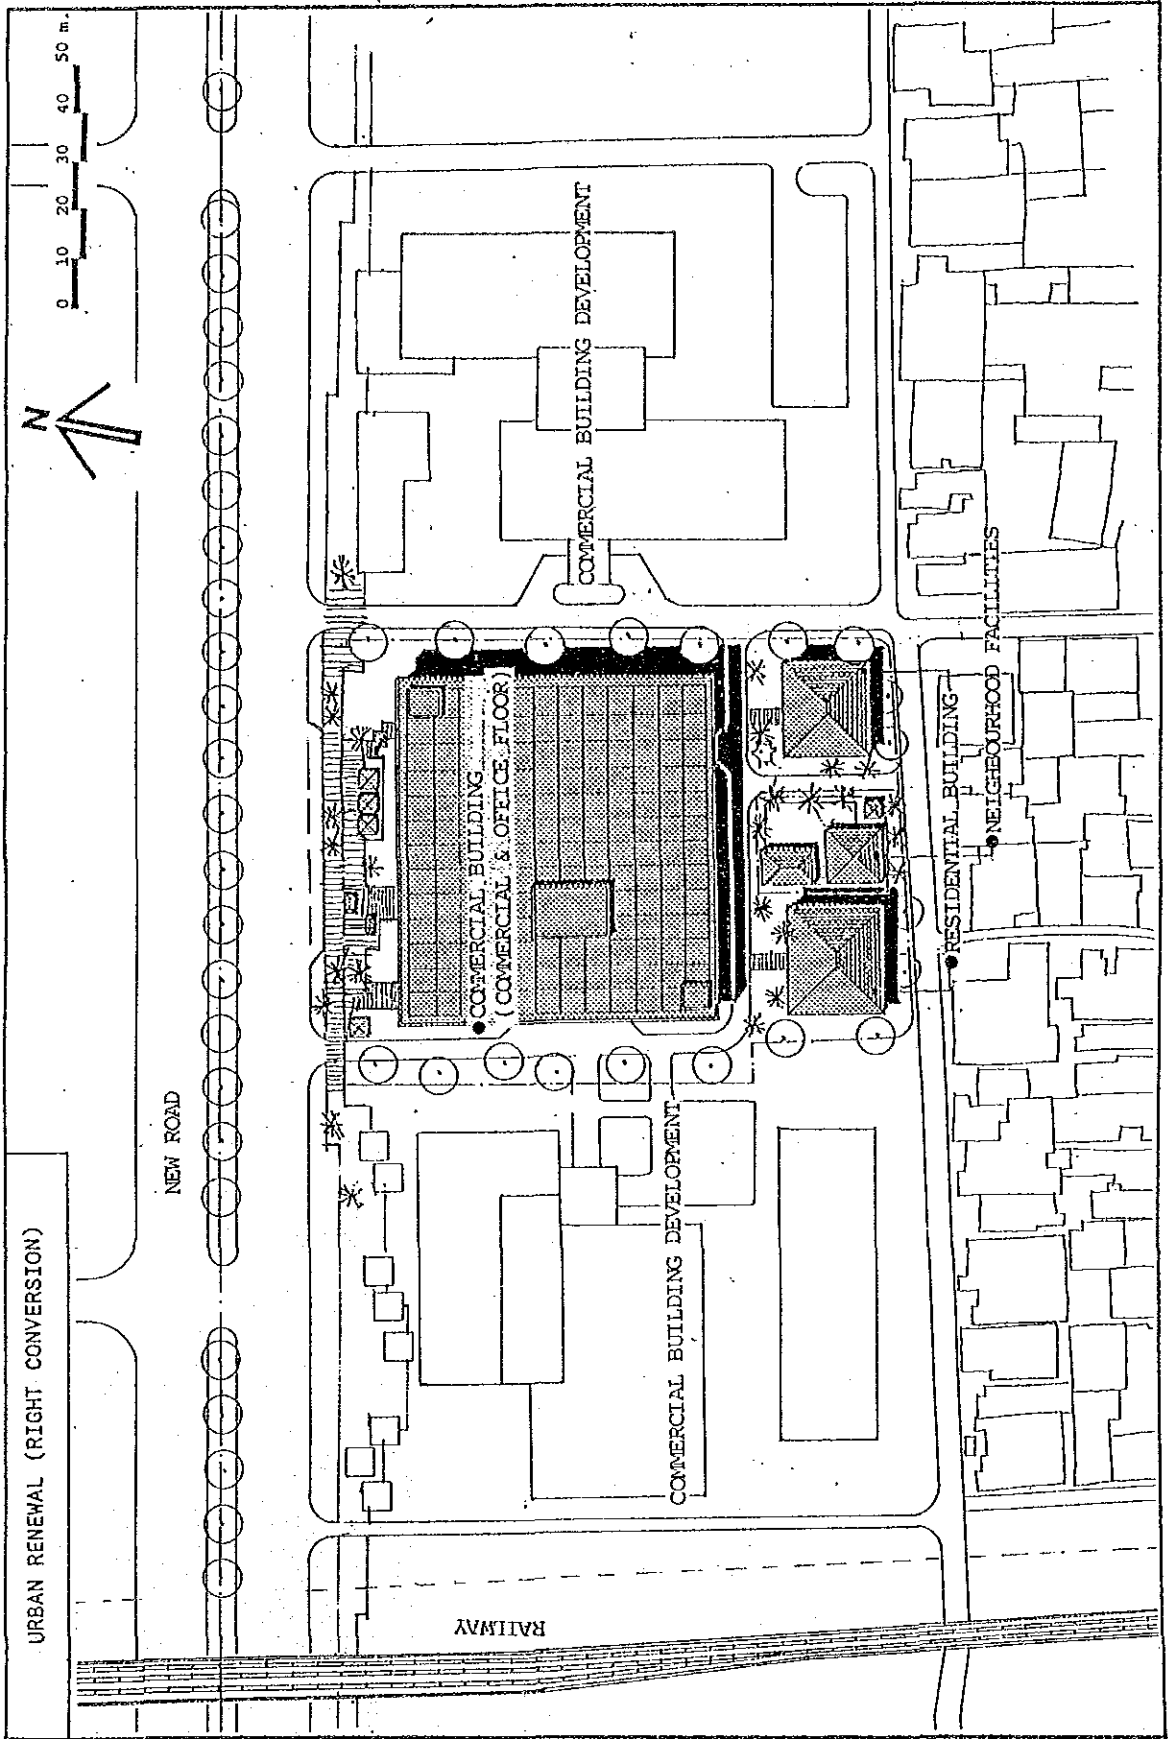 URBAN RENEWAL (RIGHT CONVERSION)
0 10 20 30 40 50 m.
N
NEW ROAD
COMMERCIAL BUILDING
(COMMERCIAL & OFFICE FLOOR)
COMMERCIAL BUILDING DEVELOPMENT
COMMERCIAL BUILDING DEVELOPMENT
RESIDENTIAL BUILDING
NEIGHBOURHOOD FACILITIES
RAILWAY